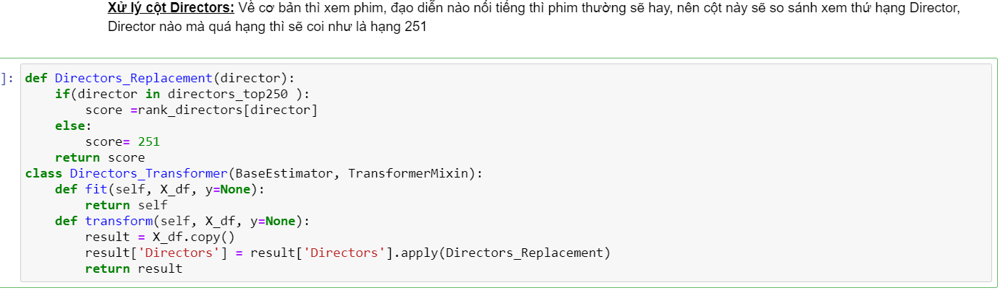 Xử lý cột Directors: Về cơ bản thì xem phim, đạo diễn nào nổi tiếng thì phim thường sẽ hay, nên cột này sẽ so sánh xem thứ hạng Director,
Director nào mà quá hạng thì sẽ coi như là hạng 251
]: def Directors_Replacement(director):
    if(director in directors_top250 ):
        score =rank_directors[director]
    else:
        score= 251
    return score
class Directors_Transformer(BaseEstimator, TransformerMixin):
    def fit(self, X_df, y=None):
        return self
    def transform(self, X_df, y=None):
        result = X_df.copy()
        result['Directors'] = result['Directors'].apply(Directors_Replacement)
        return result